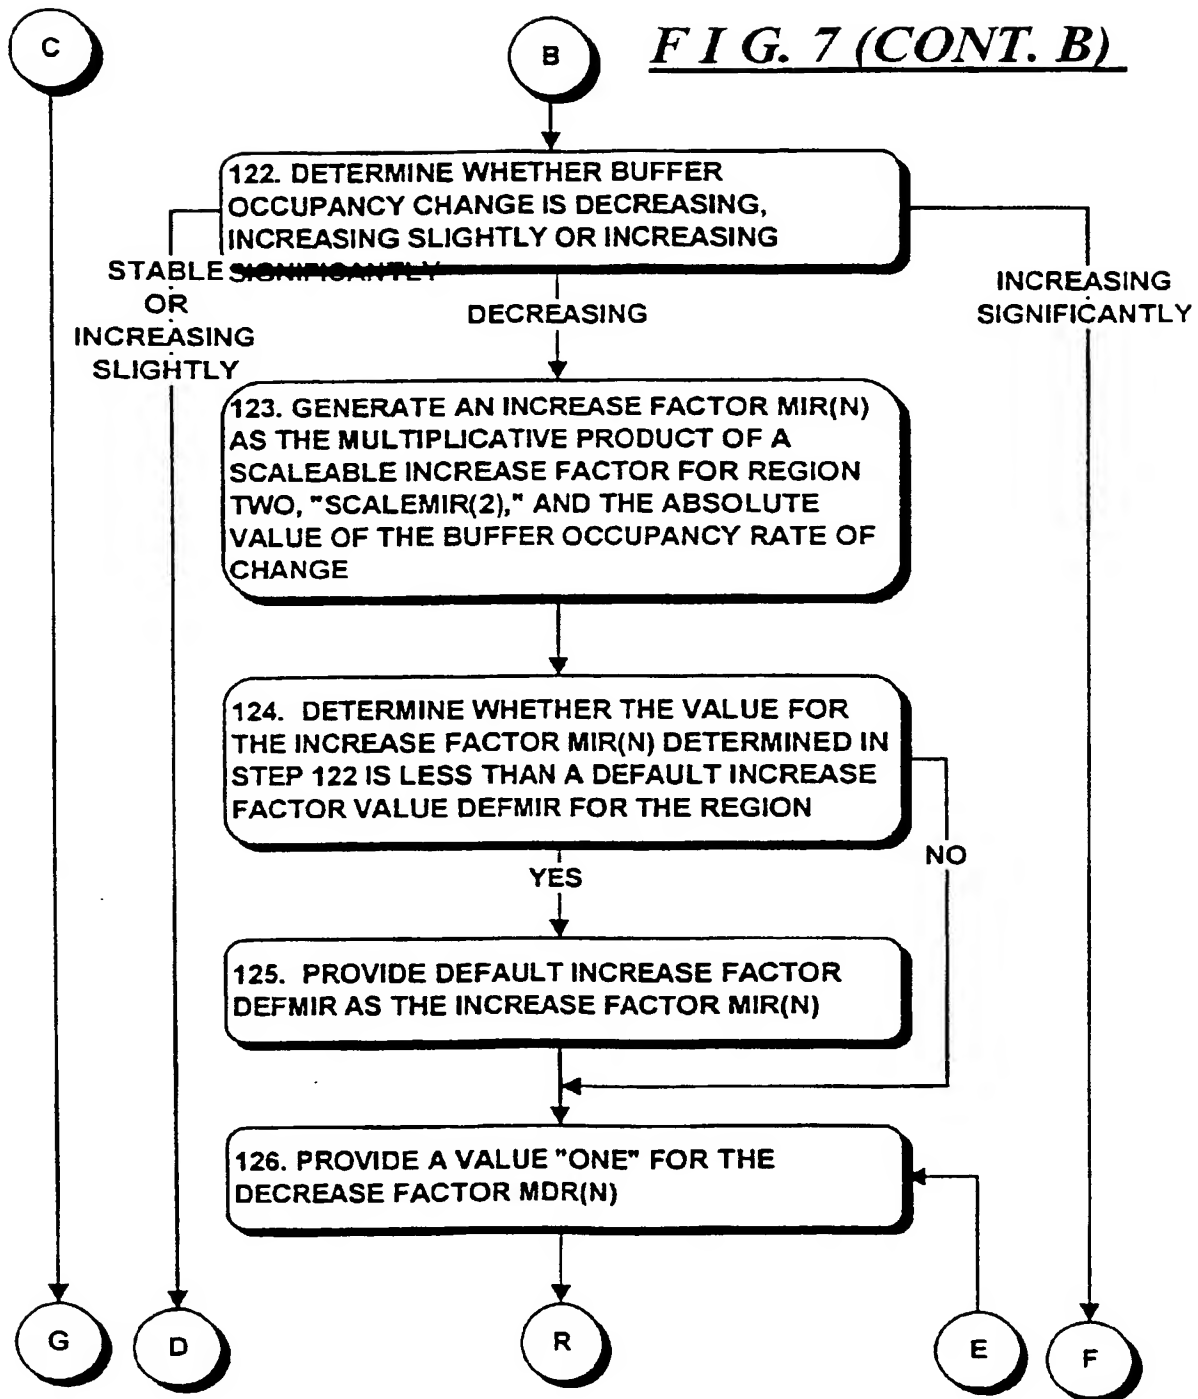 C
B
FIG. 7 (CONT. B)
122. DETERMINE WHETHER BUFFER
OCCUPANCY CHANGE IS DECREASING,
INCREASING SLIGHTLY OR INCREASING
SIGNIFICANTLY
STABLE
OR
INCREASING
SLIGHTLY
DECREASING
INCREASING
SIGNIFICANTLY
123. GENERATE AN INCREASE FACTOR MIR(N)
AS THE MULTIPLICATIVE PRODUCT OF A
SCALEABLE INCREASE FACTOR FOR REGION
TWO, "SCALEMIR(2)," AND THE ABSOLUTE
VALUE OF THE BUFFER OCCUPANCY RATE OF
CHANGE
124. DETERMINE WHETHER THE VALUE FOR
THE INCREASE FACTOR MIR(N) DETERMINED IN
STEP 122 IS LESS THAN A DEFAULT INCREASE
FACTOR VALUE DEFMIR FOR THE REGION
NO
YES
125. PROVIDE DEFAULT INCREASE FACTOR
DEFMIR AS THE INCREASE FACTOR MIR(N)
126. PROVIDE A VALUE "ONE" FOR THE
DECREASE FACTOR MDR(N)
G
D
R
E
F